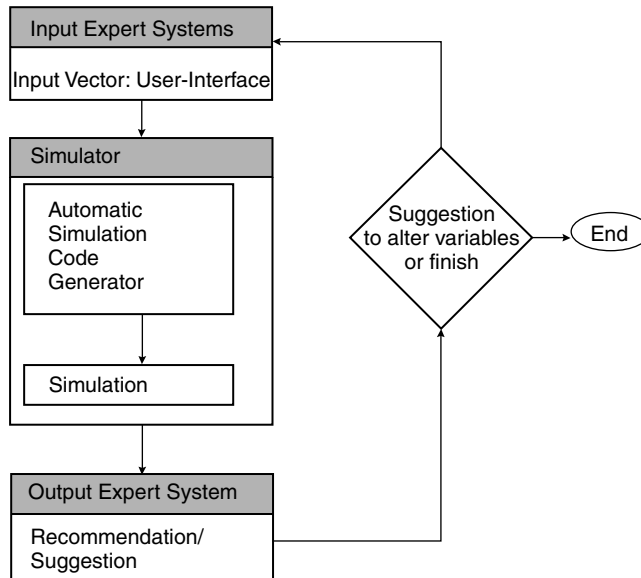 Input Expert Systems
Input Vector: User-Interface
Simulator
Automatic
Simulation
Code
Generator
Simulation
Output Expert System
Recommendation/
Suggestion
Suggestion
to alter variables
or finish
End